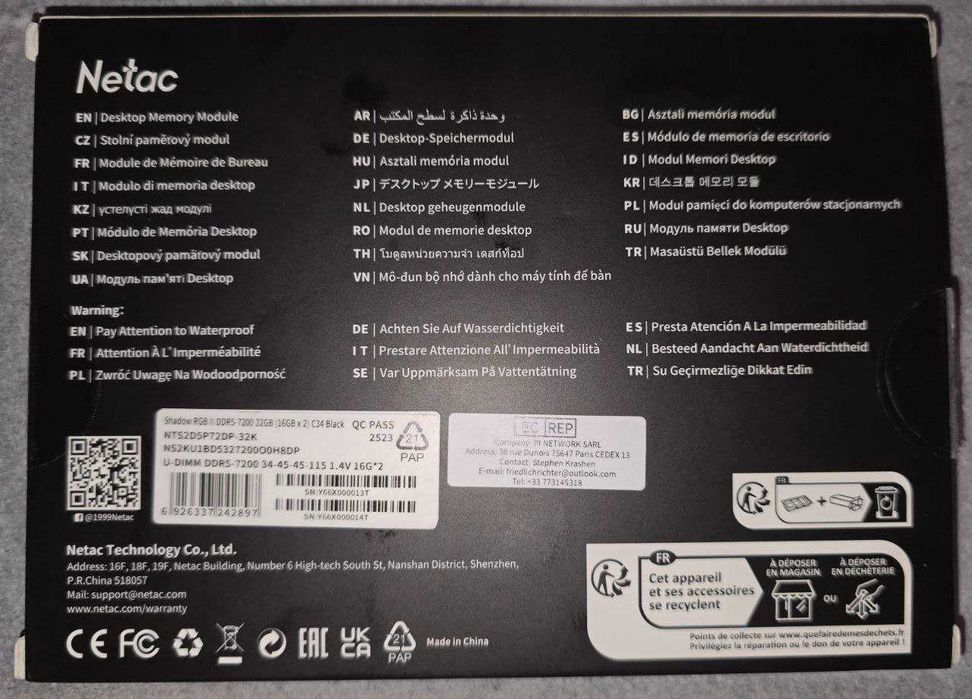 Netac
EN | Desktop Memory Module
CZ | Stolní paměťový modul
FR | Module de Mémoire de Bureau
IT | Modulo di memoria desktop
KZ | үстелүсті жад модулі
PT | Módulo de Memória Desktop
SK | Desktopový pamäťový modul
UA | Модуль пам'яті Desktop
AR | وحدة ذاكرة لسطح المكتب
DE | Desktop-Speichermodul
HU | Asztali memória modul
JP | デスクトップ メモリーモジュール
NL | Desktop geheugenmodule
RO | Modul de memorie desktop
TH | โมดูลหน่วยความจำ เดสก์ท็อป
VN | Mô-đun bộ nhớ dành cho máy tính để bàn
BG | Asztali memória modul
ES | Módulo de memoria de escritorio
ID | Modul Memori Desktop
KR | 데스크톱 메모리 모듈
PL | Moduł pamięci do komputerów stacjonarnych
RU | Модуль памяти Desktop
TR | Masaüstü Bellek Modülü
Warning:
EN | Pay Attention to Waterproof
FR | Attention À L'Imperméabilité
PL | Zwróć Uwagę Na Wodoodporność
DE | Achten Sie Auf Wasserdichtigkeit
IT | Prestare Attenzione All'Impermeabilità
SE | Var Uppmärksam På Vattentätning
ES | Presta Atención A La Impermeabilidad
NL | Besteed Aandacht Aan Waterdichtheid
TR | Su Geçirmezliğe Dikkat Edin
@1999Netac
Shadow RGB II DDR5-7200 32GB (16GB x 2) C34 Black QC PASS
NTS2D5P72DP-32K 2523
NS2KU1BD532720000H8DP
U-DIMM DDR5-7200 34-45-45-115 1.4V 16G*2
21
PAP
6 926337 242897
SN:Y66X000013T
SN:Y66X000014T
EC REP
Company: PI NETWORK SARL
Address: 38 rue Dunois 75647 Paris CEDEX 13
Contact: Stephen Krashen
E-mail: friedlichrichter@outlook.com
Tel: +33 773145318
FR
Netac Technology Co., Ltd.
Address: 16F, 18F, 19F, Netac Building, Number 6 High-tech South St, Nanshan District, Shenzhen,
P.R.China 518057
Mail: support@netac.com
www.netac.com/warranty
CE FC EAC UK CA
21
PAP
Made in China
FR
Cet appareil
et ses accessoires
se recyclent
À DÉPOSER
EN MAGASIN
OU
À DÉPOSER
EN DÉCHÈTERIE
Points de collecte sur www.quefairedemesdechets.fr
Privilégiez la réparation ou le don de votre appareil !